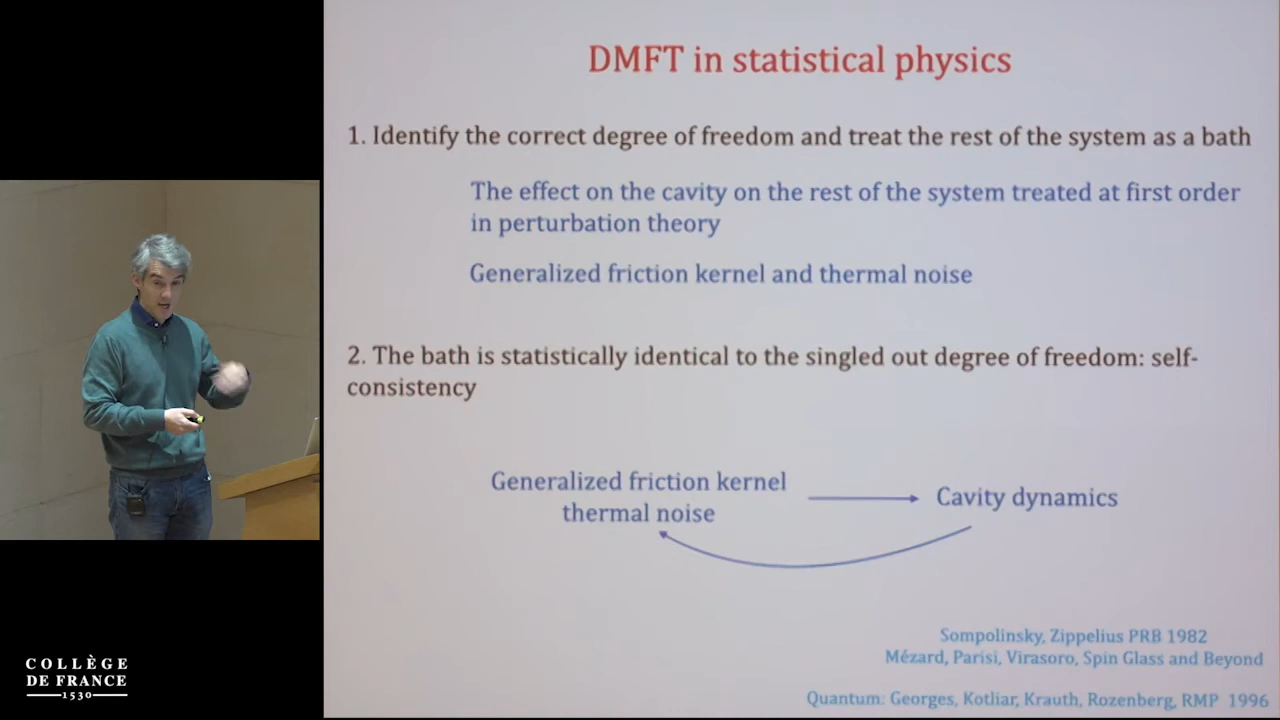 DMFT in statistical physics
1. Identify the correct degree of freedom and treat the rest of the system as a bath
The effect on the cavity on the rest of the system treated at first order
in perturbation theory
Generalized friction kernel and thermal noise
2. The bath is statistically identical to the singled out degree of freedom: self-
consistency
Generalized friction kernel
thermal noise
Cavity dynamics
Sompolinsky, Zippelius PRB 1982
Mézard, Parisi, Virasoro, Spin Glass and Beyond
Quantum: Georges, Kotliar, Krauth, Rozenberg, RMP 1996
COLLÈGE
DE FRANCE
1530